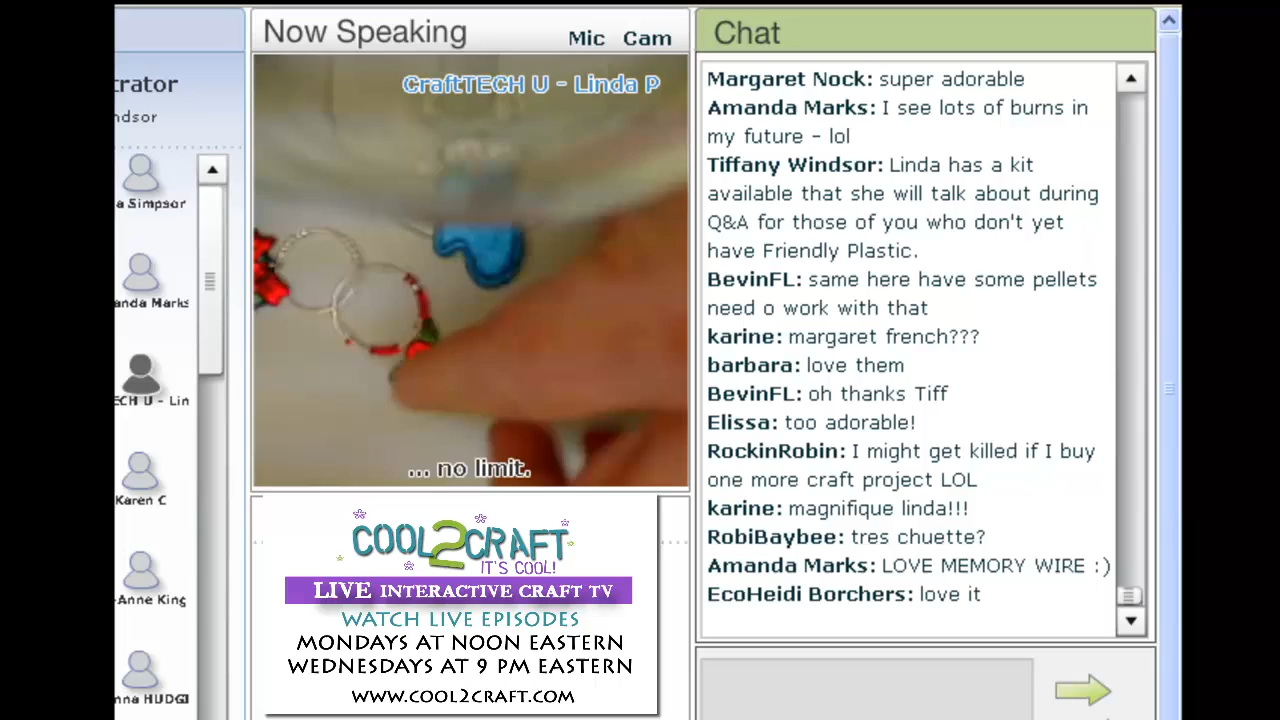 trator
ndsor
a Simpson
anda Marks
ECH U - Lin
Karen C
-Anne King
nna HUDGI
Now Speaking
Mic Cam
CraftTECH U - Linda P
... no limit.
COOL2CRAFT
IT'S COOL!
LIVE INTERACTIVE CRAFT TV
WATCH LIVE EPISODES
MONDAYS AT NOON EASTERN
WEDNESDAYS AT 9 PM EASTERN
WWW.COOL2CRAFT.COM
Chat
Margaret Nock: super adorable
Amanda Marks: I see lots of burns in
my future - lol
Tiffany Windsor: Linda has a kit
available that she will talk about during
Q&A for those of you who don't yet
have Friendly Plastic.
BevinFL: same here have some pellets
need o work with that
karine: margaret french???
barbara: love them
BevinFL: oh thanks Tiff
Elissa: too adorable!
RockinRobin: I might get killed if I buy
one more craft project LOL
karine: magnifique linda!!!
RobiBaybee: tres chuette?
Amanda Marks: LOVE MEMORY WIRE :)
EcoHeidi Borchers: love it